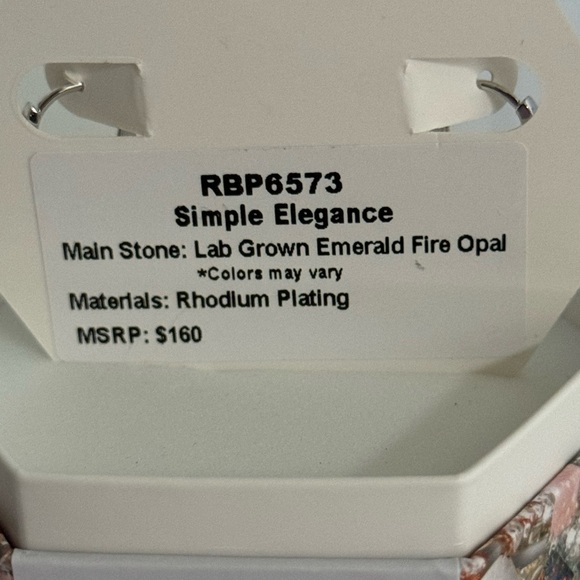 RBP6573
Simple Elegance
Main Stone: Lab Grown Emerald Fire Opal
*Colors may vary
Materials: Rhodium Plating
MSRP: $160